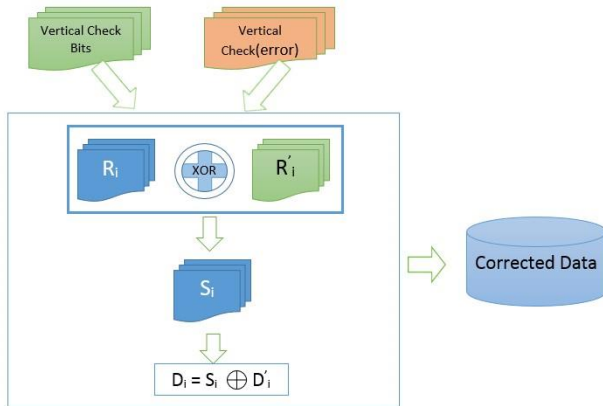 Vertical Check
Bits
Vertical
Check(error)
Rᵢ
XOR
R′ᵢ
Sᵢ
Corrected Data
Dᵢ = Sᵢ ⊕ D′ᵢ